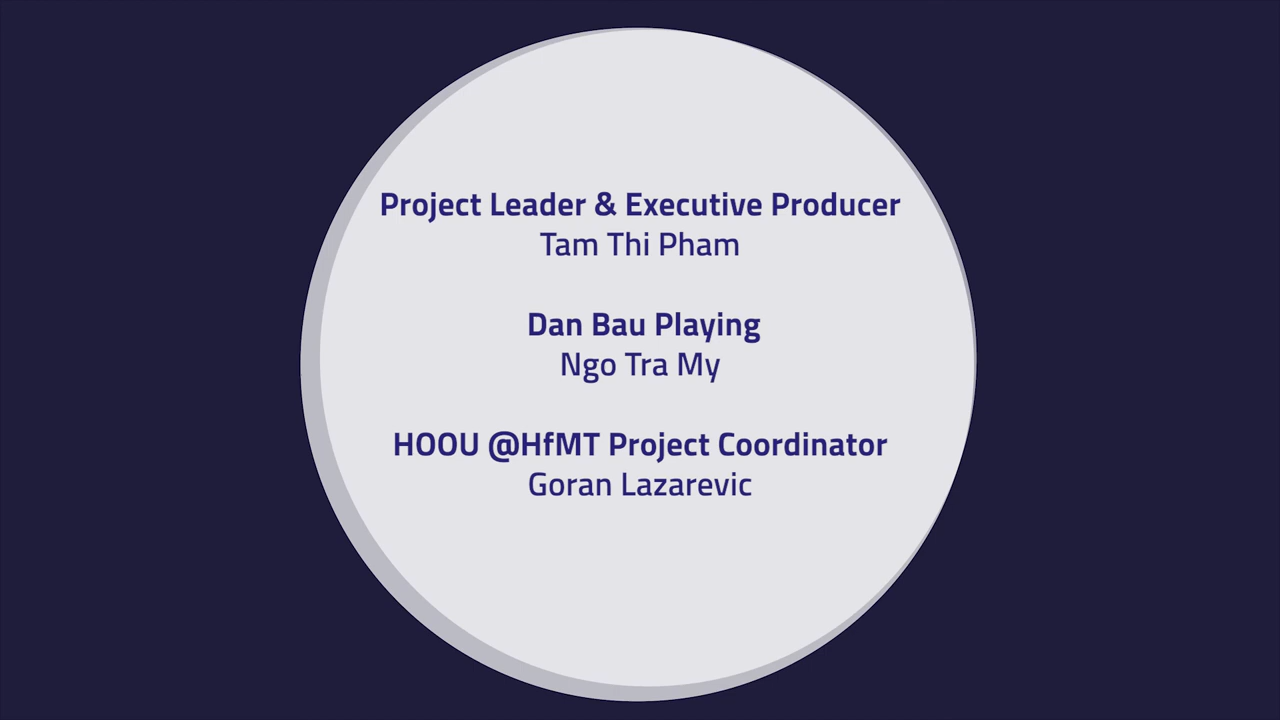 Project Leader & Executive Producer
Tam Thi Pham
Dan Bau Playing
Ngo Tra My
HOOU @HfMT Project Coordinator
Goran Lazarevic